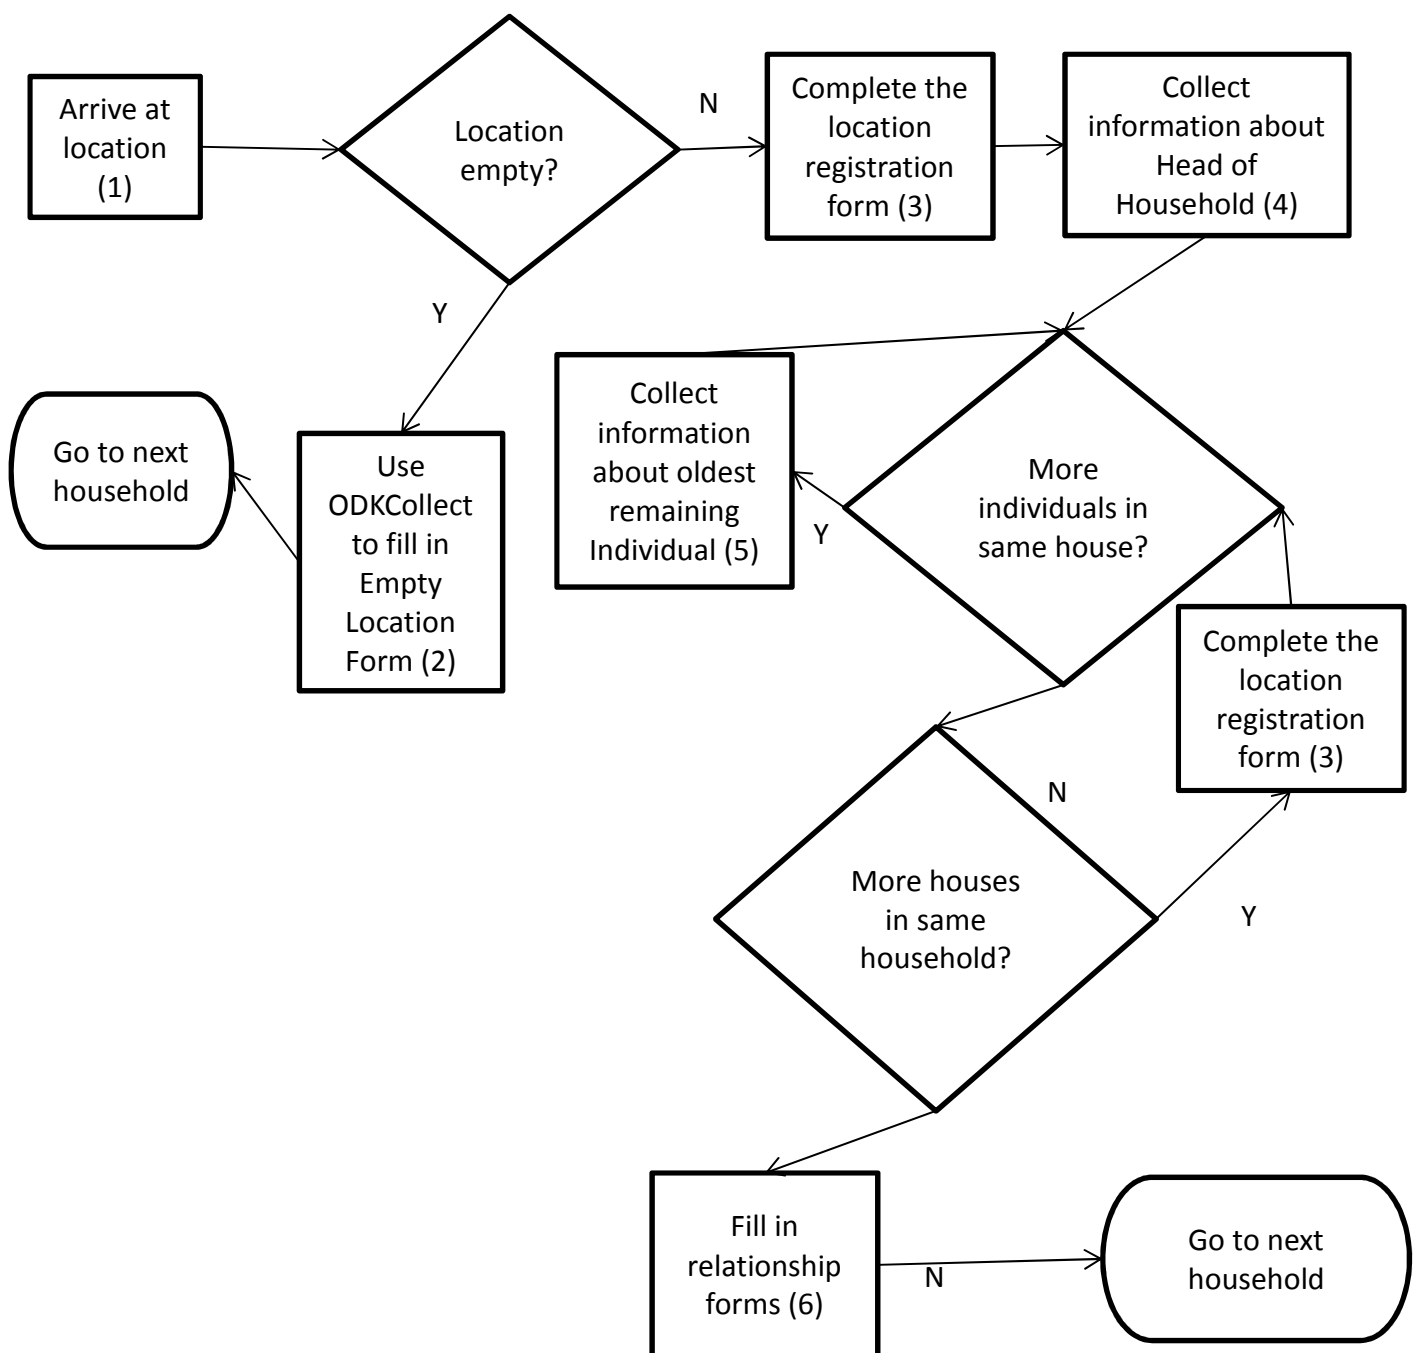 Arrive at
location
(1)
Location
empty?
N
Complete the
location
registration
form (3)
Collect
information about
Head of
Household (4)
Y
Go to next
household
Use
ODKCollect
to fill in
Empty
Location
Form (2)
Collect
information
about oldest
remaining
Individual (5)
Y
More
individuals in
same house?
Complete the
location
registration
form (3)
N
More houses
in same
household?
Y
Fill in
relationship
forms (6)
N
Go to next
household